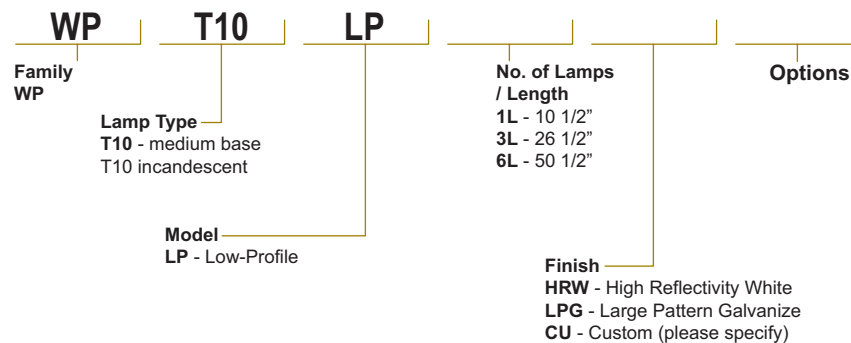 WP T10 LP
Family
WP
Lamp Type
T10 - medium base
T10 incandescent
Model
LP - Low-Profile
No. of Lamps
/ Length
1L - 10 1/2”
3L - 26 1/2”
6L - 50 1/2”
Finish
HRW - High Reflectivity White
LPG - Large Pattern Galvanize
CU - Custom (please specify)
Options